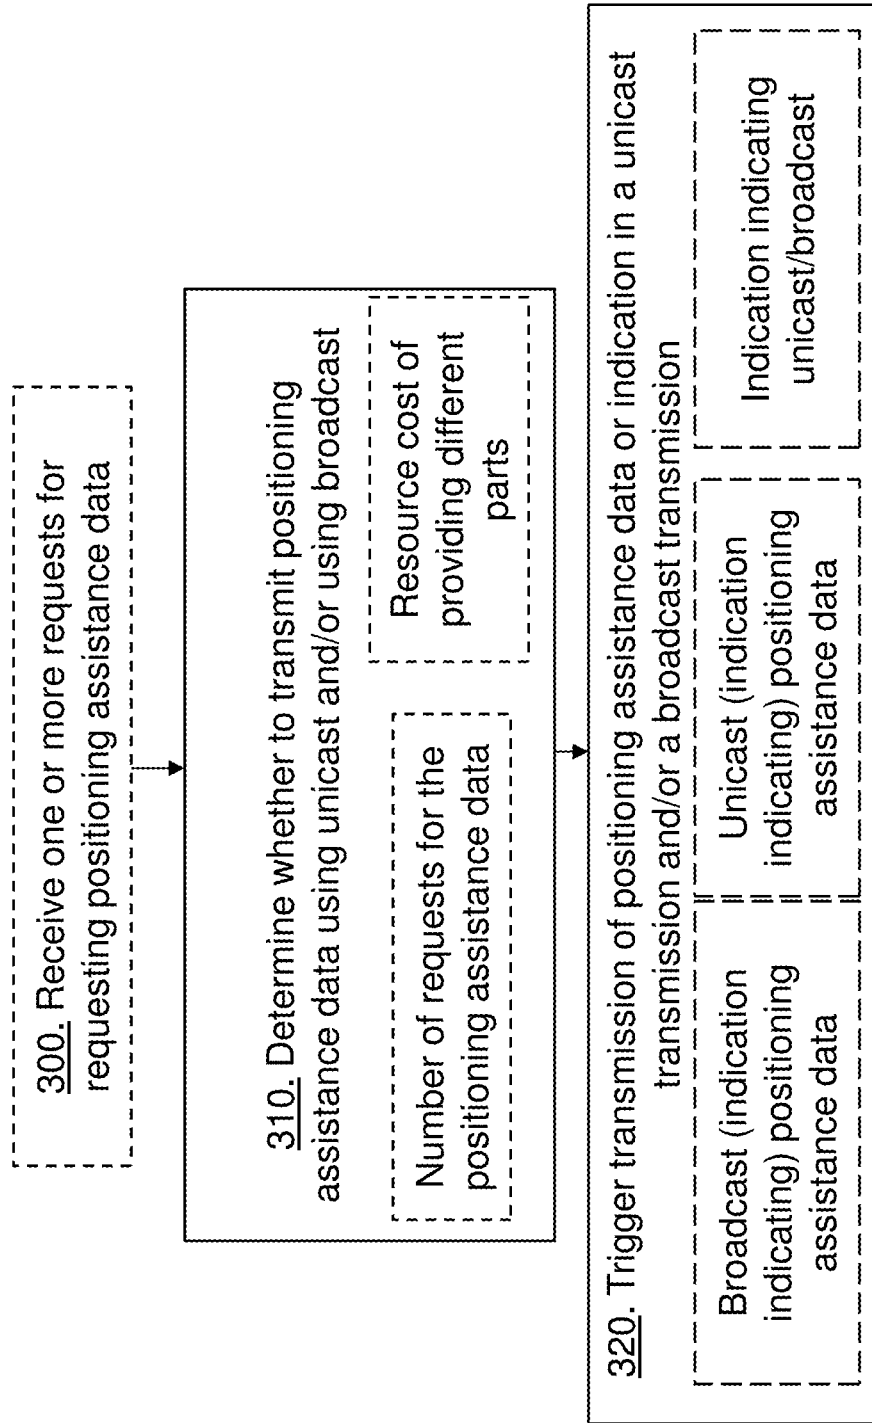 300. Receive one or more requests for
requesting positioning assistance data
310. Determine whether to transmit positioning
assistance data using unicast and/or using broadcast
Number of requests for the
positioning assistance data
Resource cost of
providing different
parts
320. Trigger transmission of positioning assistance data or indication in a unicast
transmission and/or a broadcast transmission
Broadcast (indication
indicating) positioning
assistance data
Unicast (indication
indicating) positioning
assistance data
Indication indicating
unicast/broadcast